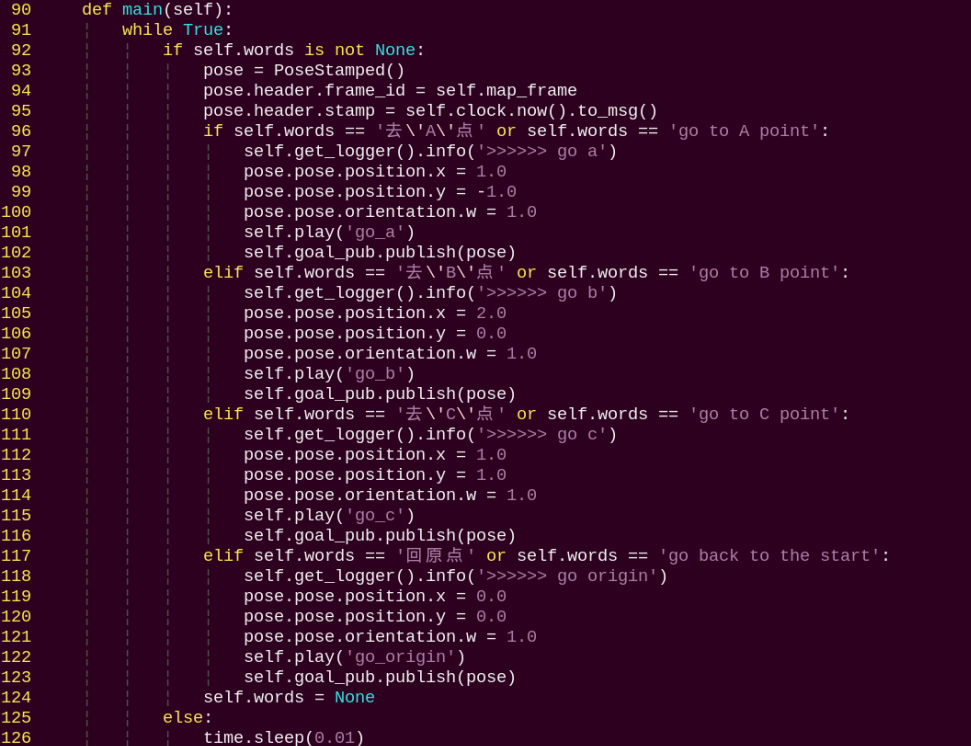 90     def main(self):
91         while True:
92             if self.words is not None:
93                 pose = PoseStamped()
94                 pose.header.frame_id = self.map_frame
95                 pose.header.stamp = self.clock.now().to_msg()
96                 if self.words == '去\'A\'点' or self.words == 'go to A point':
97                     self.get_logger().info('>>>>>> go a')
98                     pose.pose.position.x = 1.0
99                     pose.pose.position.y = -1.0
100                     pose.pose.orientation.w = 1.0
101                     self.play('go_a')
102                     self.goal_pub.publish(pose)
103                 elif self.words == '去\'B\'点' or self.words == 'go to B point':
104                     self.get_logger().info('>>>>>> go b')
105                     pose.pose.position.x = 2.0
106                     pose.pose.position.y = 0.0
107                     pose.pose.orientation.w = 1.0
108                     self.play('go_b')
109                     self.goal_pub.publish(pose)
110                 elif self.words == '去\'C\'点' or self.words == 'go to C point':
111                     self.get_logger().info('>>>>>> go c')
112                     pose.pose.position.x = 1.0
113                     pose.pose.position.y = 1.0
114                     pose.pose.orientation.w = 1.0
115                     self.play('go_c')
116                     self.goal_pub.publish(pose)
117                 elif self.words == '回原点' or self.words == 'go back to the start':
118                     self.get_logger().info('>>>>>> go origin')
119                     pose.pose.position.x = 0.0
120                     pose.pose.position.y = 0.0
121                     pose.pose.orientation.w = 1.0
122                     self.play('go_origin')
123                     self.goal_pub.publish(pose)
124                 self.words = None
125             else:
126                 time.sleep(0.01)